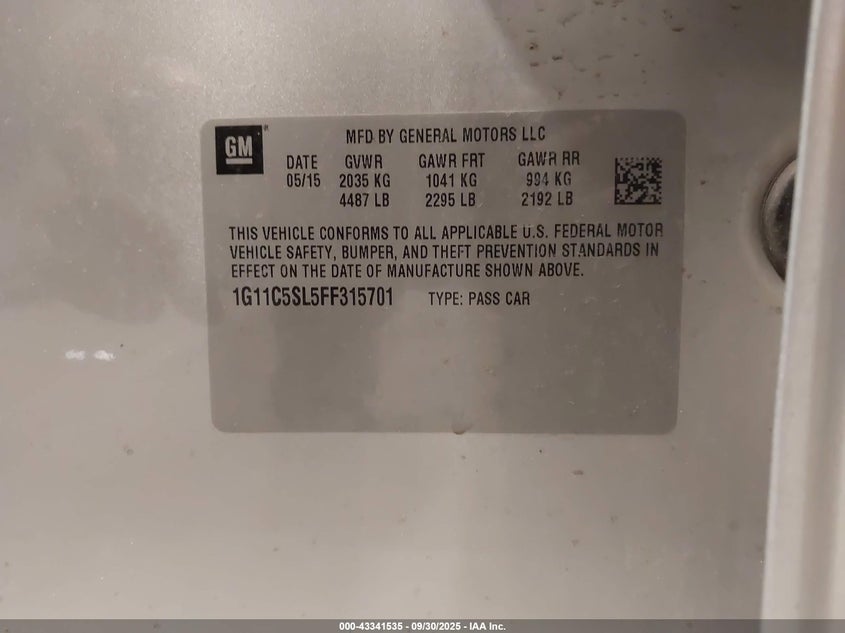 GM
MFD BY GENERAL MOTORS LLC
DATE GVWR GAWR FRT GAWR RR
05/15 2035 KG 1041 KG 994 KG
4487 LB 2295 LB 2192 LB
THIS VEHICLE CONFORMS TO ALL APPLICABLE U.S. FEDERAL MOTOR
VEHICLE SAFETY, BUMPER, AND THEFT PREVENTION STANDARDS IN
EFFECT ON THE DATE OF MANUFACTURE SHOWN ABOVE.
1G11C5SL5FF315701 TYPE: PASS CAR
000-43341535 - 09/30/2025 - IAA Inc.